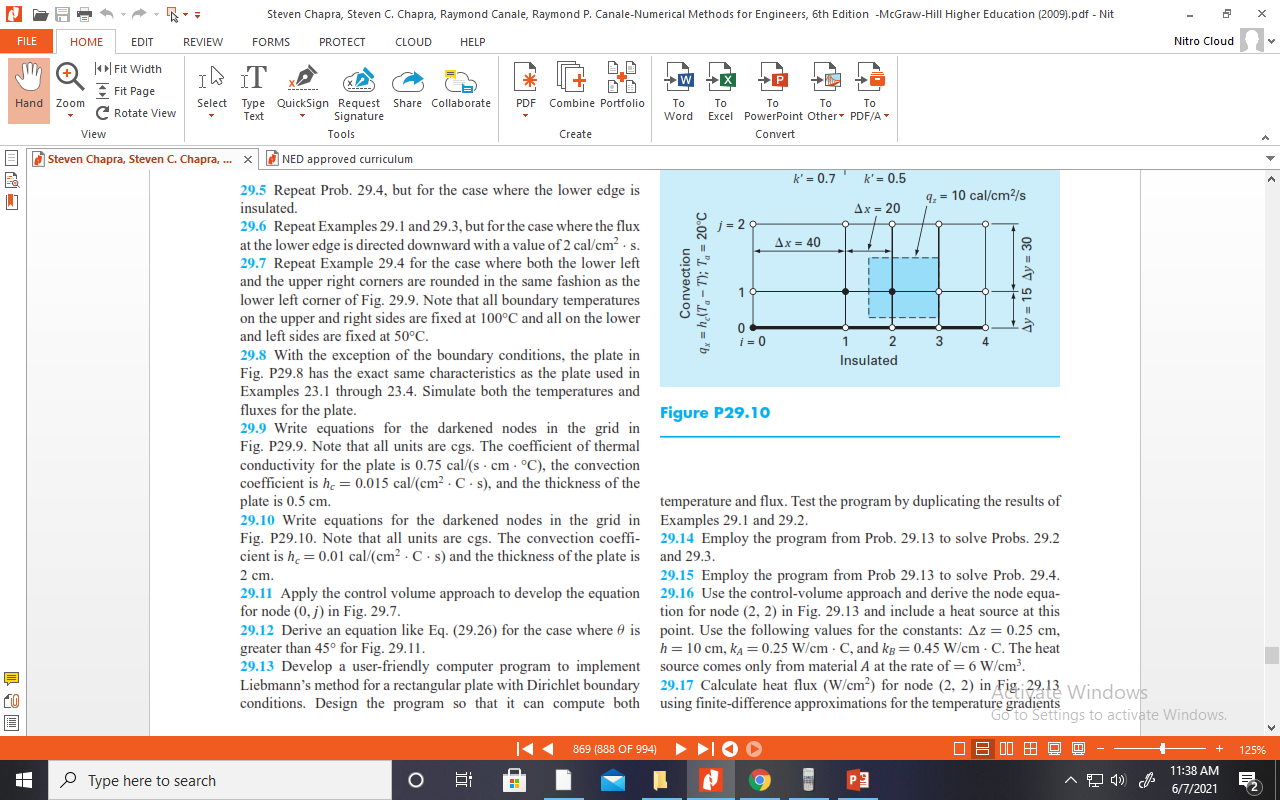 Steven Chapra, Steven C. Chapra, Raymond Canale, Raymond P. Canale-Numerical Methods for Engineers, 6th Edition -McGraw-Hill Higher Education (2009).pdf - Nit
FILE HOME EDIT REVIEW FORMS PROTECT CLOUD HELP
Nitro Cloud
Hand
Zoom
Fit Width
Fit Page
Rotate View
View
Select
Type Text
QuickSign
Request Signature
Share
Collaborate
Tools
PDF
Combine
Portfolio
Create
To Word
To Excel
To PowerPoint
To Other
To PDF/A
Convert
Steven Chapra, Steven C. Chapra, ... ×
NED approved curriculum
29.5 Repeat Prob. 29.4, but for the case where the lower edge is
insulated.
29.6 Repeat Examples 29.1 and 29.3, but for the case where the flux
at the lower edge is directed downward with a value of 2 cal/cm² · s.
29.7 Repeat Example 29.4 for the case where both the lower left
and the upper right corners are rounded in the same fashion as the
lower left corner of Fig. 29.9. Note that all boundary temperatures
on the upper and right sides are fixed at 100°C and all on the lower
and left sides are fixed at 50°C.
29.8 With the exception of the boundary conditions, the plate in
Fig. P29.8 has the exact same characteristics as the plate used in
Examples 23.1 through 23.4. Simulate both the temperatures and
fluxes for the plate.
29.9 Write equations for the darkened nodes in the grid in
Fig. P29.9. Note that all units are cgs. The coefficient of thermal
conductivity for the plate is 0.75 cal/(s · cm · °C), the convection
coefficient is h_c = 0.015 cal/(cm² · C · s), and the thickness of the
plate is 0.5 cm.
29.10 Write equations for the darkened nodes in the grid in
Fig. P29.10. Note that all units are cgs. The convection coeffi-
cient is h_c = 0.01 cal/(cm² · C · s) and the thickness of the plate is
2 cm.
29.11 Apply the control volume approach to develop the equation
for node (0, j) in Fig. 29.7.
29.12 Derive an equation like Eq. (29.26) for the case where θ is
greater than 45° for Fig. 29.11.
29.13 Develop a user-friendly computer program to implement
Liebmann's method for a rectangular plate with Dirichlet boundary
conditions. Design the program so that it can compute both
k' = 0.7 k' = 0.5
q_z = 10 cal/cm²/s
Δx = 20
j = 2
Δx = 40
Convection
q_x = h_c(T_a − T); T_a = 20°C
Δy = 30
1
Δy = 15
0
i = 0 1 2 3 4
Insulated
Figure P29.10
temperature and flux. Test the program by duplicating the results of
Examples 29.1 and 29.2.
29.14 Employ the program from Prob. 29.13 to solve Probs. 29.2
and 29.3.
29.15 Employ the program from Prob 29.13 to solve Prob. 29.4.
29.16 Use the control-volume approach and derive the node equa-
tion for node (2, 2) in Fig. 29.13 and include a heat source at this
point. Use the following values for the constants: Δz = 0.25 cm,
h = 10 cm, k_A = 0.25 W/cm · C, and k_B = 0.45 W/cm · C. The heat
source comes only from material A at the rate of = 6 W/cm³.
29.17 Calculate heat flux (W/cm²) for node (2, 2) in Fig. 29.13
using finite-difference approximations for the temperature gradients
Activate Windows
Go to Settings to activate Windows.
869 (888 OF 994)
125%
Type here to search
11:38 AM
6/7/2021
2